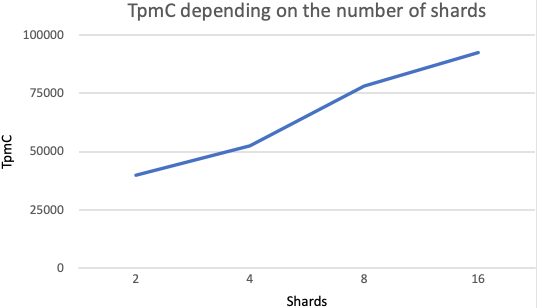 TpmC depending on the number of shards
100000
75000
50000
25000
0
TpmC
2 4 8 16
Shards